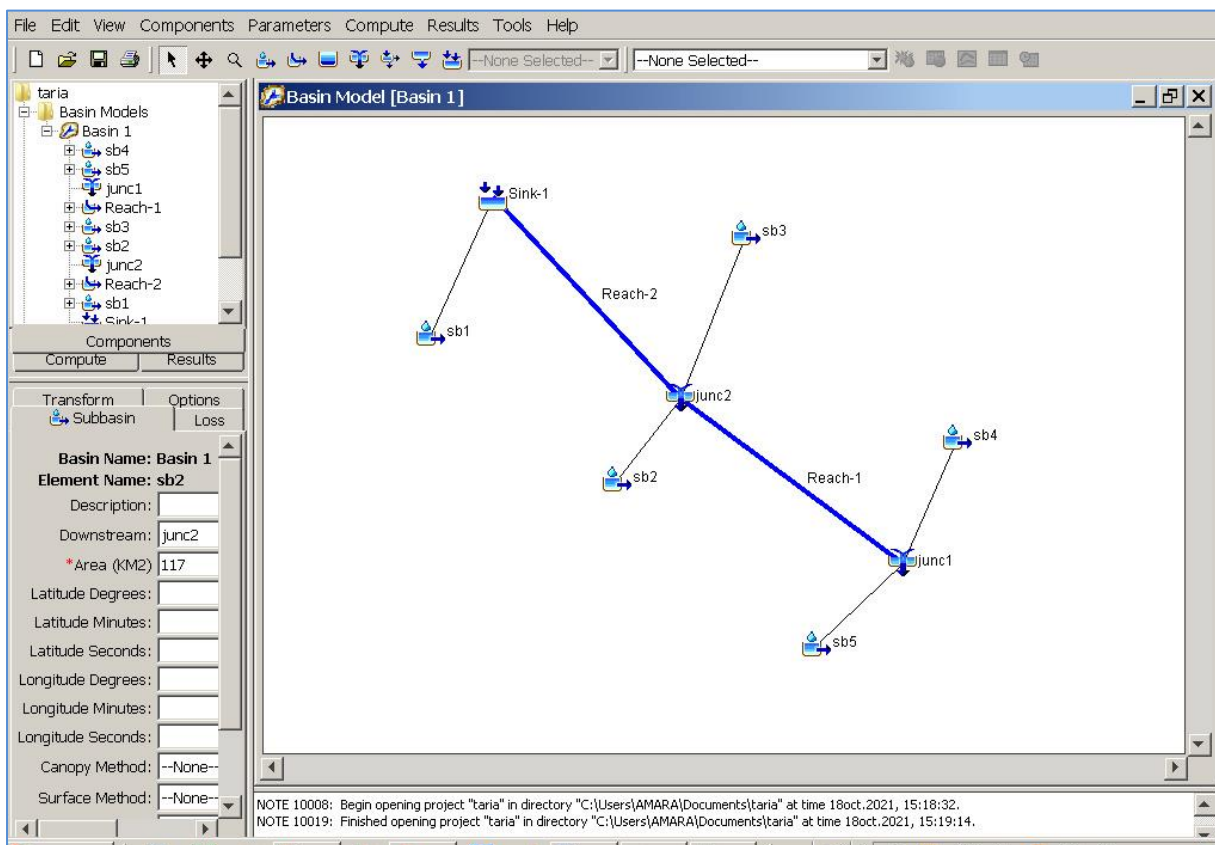 File Edit View Components Parameters Compute Results Tools Help
--None Selected-- --None Selected--
taria
Basin Models
Basin 1
sb4
sb5
junc1
Reach-1
sb3
sb2
junc2
Reach-2
sb1
Sink-1
Components
Compute Results
Transform Options
Subbasin Loss
Basin Name: Basin 1
Element Name: sb2
Description:
Downstream: junc2
*Area (KM2) 117
Latitude Degrees:
Latitude Minutes:
Latitude Seconds:
Longitude Degrees:
Longitude Minutes:
Longitude Seconds:
Canopy Method: --None--
Surface Method: --None--
Basin Model [Basin 1]
Sink-1
sb3
Reach-2
sb1
junc2
sb4
sb2
Reach-1
junc1
sb5
NOTE 10008: Begin opening project "taria" in directory "C:\Users\AMARA\Documents\taria" at time 18oct.2021, 15:18:32.
NOTE 10019: Finished opening project "taria" in directory "C:\Users\AMARA\Documents\taria" at time 18oct.2021, 15:19:14.